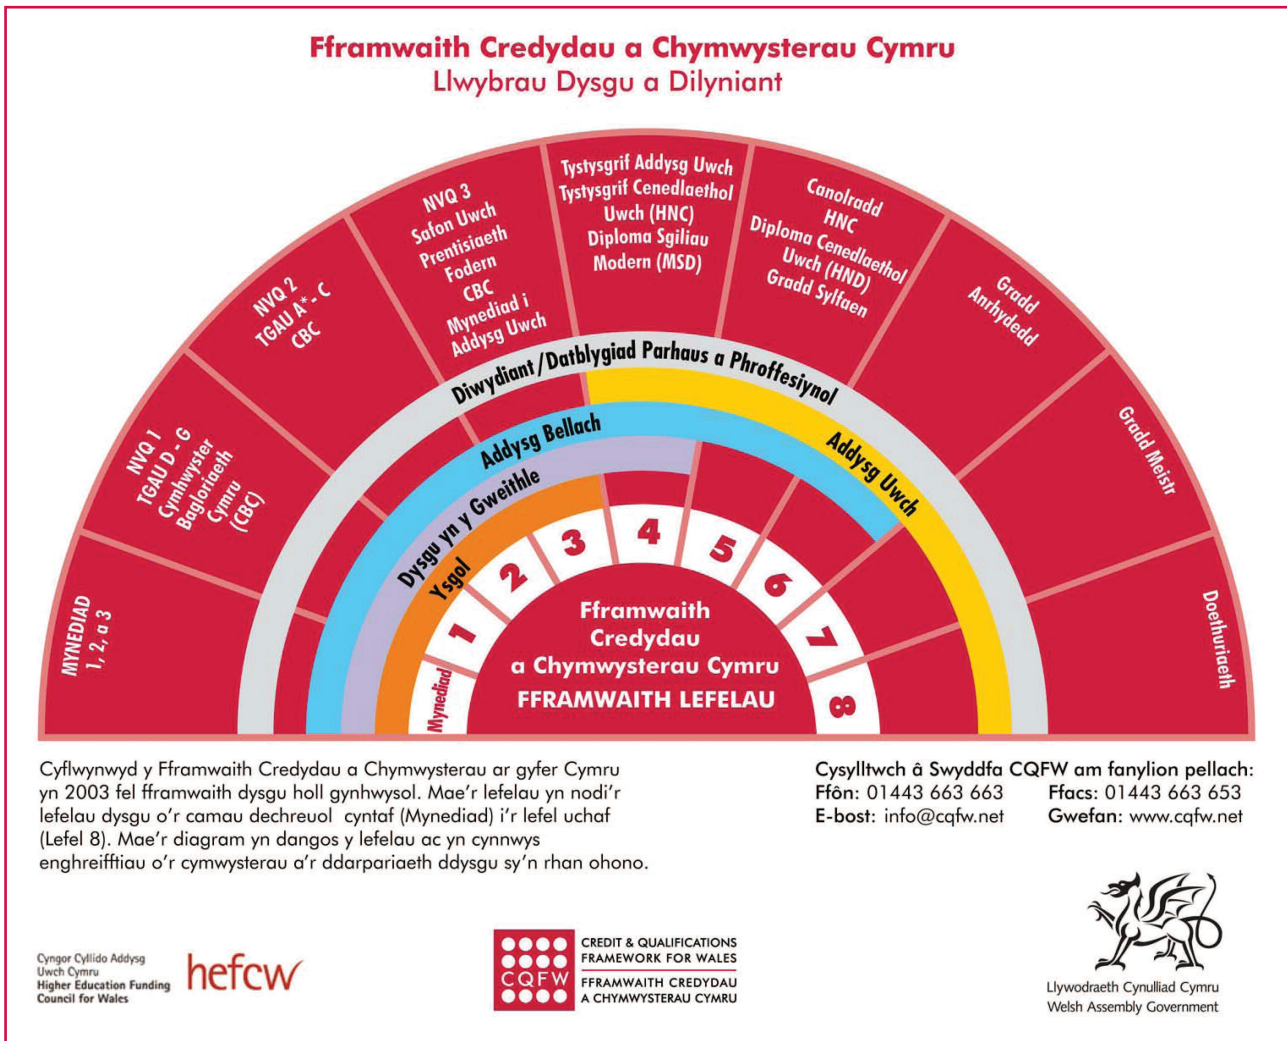 Fframwaith Credydau a Chymwysterau Cymru
Llwybrau Dysgu a Dilyniant
MYNEDIAD
1, 2, a 3
NVQ 1
TGAU D - G
Cymhwyster
Bagloriaeth
Cymru
(CBC)
NVQ 2
TGAU A*- C
CBC
NVQ 3
Safon Uwch
Prentisiaeth
Fodern
CBC
Mynediad i
Addysg Uwch
Tystysgrif Addysg Uwch
Tystysgrif Cenedlaethol
Uwch (HNC)
Diploma Sgiliau
Modern (MSD)
Canolradd
HNC
Diploma Cenedlaethol
Uwch (HND)
Gradd Sylfaen
Gradd
Anrhydedd
Gradd Meistr
Doethuriaeth
Diwydiant/Datblygiad Parhaus a Phroffesiynol
Addysg Uwch
Addysg Bellach
Dysgu yn y Gweithle
Ysgol
Mynediad
1
2
3
4
5
6
7
8
Fframwaith
Credydau
a Chymwysterau Cymru
FFRAMWAITH LEFELAU
Cyflwynwyd y Fframwaith Credydau a Chymwysterau ar gyfer Cymru
yn 2003 fel fframwaith dysgu holl gynhwysol. Mae'r lefelau yn nodi'r
lefelau dysgu o'r camau dechreuol cyntaf (Mynediad) i'r lefel uchaf
(Lefel 8). Mae'r diagram yn dangos y lefelau ac yn cynnwys
enghreifftiau o'r cymwysterau a'r ddarpariaeth ddysgu sy'n rhan ohono.
Cysylltwch â Swyddfa CQFW am fanylion pellach:
Ffôn: 01443 663 663 Ffacs: 01443 663 653
E-bost: info@cqfw.net Gwefan: www.cqfw.net
Cyngor Cyllido Addysg
Uwch Cymru
Higher Education Funding
Council for Wales
hefcw
CQFW
CREDIT & QUALIFICATIONS
FRAMEWORK FOR WALES
FFRAMWAITH CREDYDAU
A CHYMWYSTERAU CYMRU
Llywodraeth Cynulliad Cymru
Welsh Assembly Government